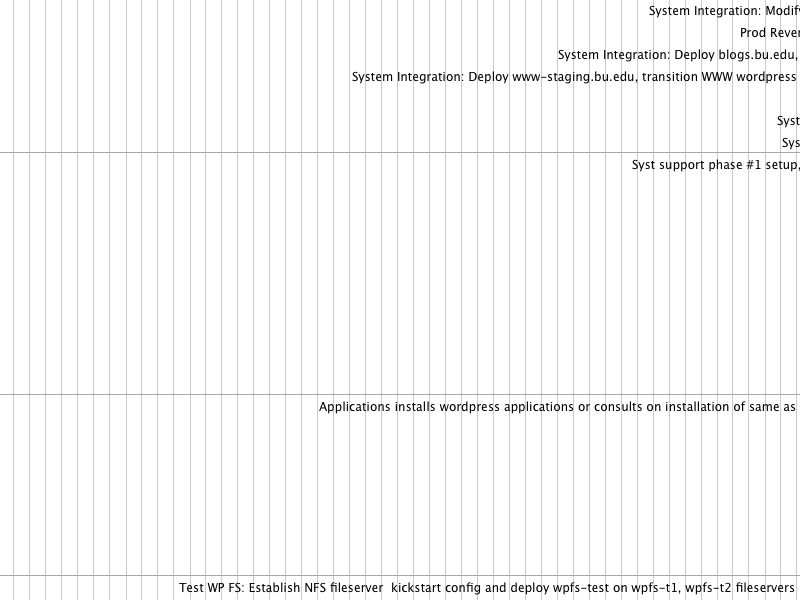 System Integration: Modify
Prod Rever
System Integration: Deploy blogs.bu.edu,
System Integration: Deploy www-staging.bu.edu, transition WWW wordpress
Syst
Sys
Syst support phase #1 setup,
Applications installs wordpress applications or consults on installation of same as
Test WP FS: Establish NFS fileserver  kickstart config and deploy wpfs-test on wpfs-t1, wpfs-t2 fileservers